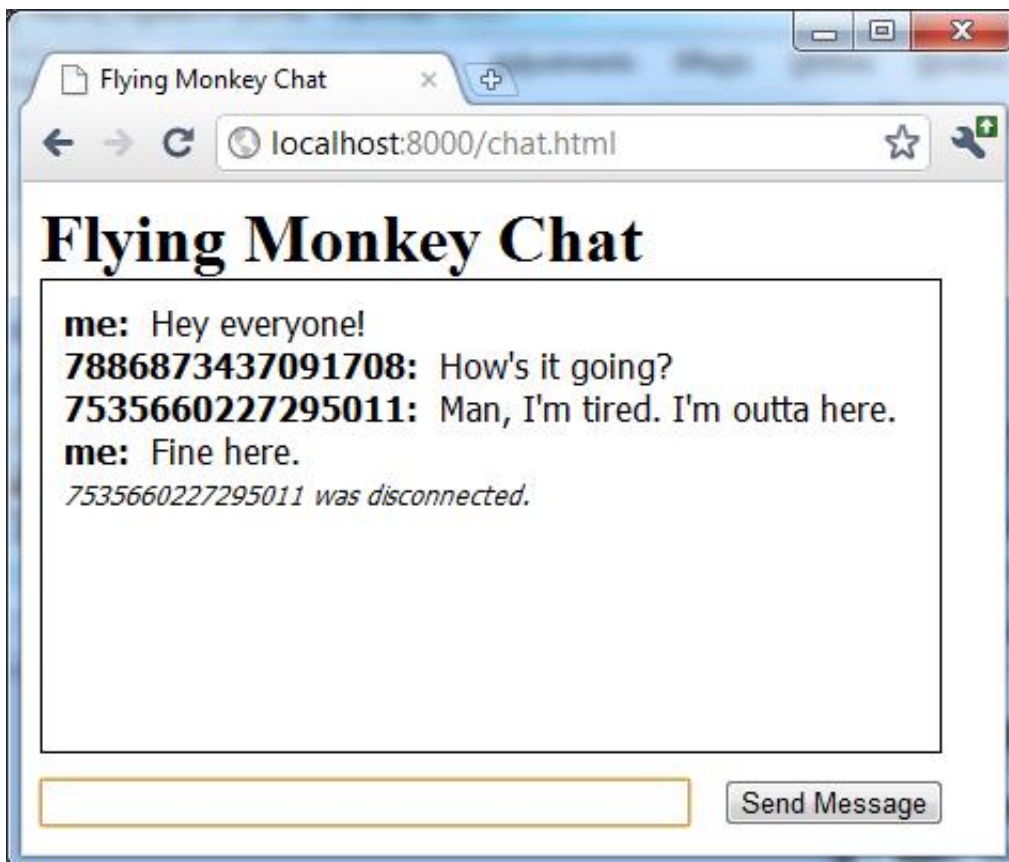 Flying Monkey Chat
localhost:8000/chat.html
Flying Monkey Chat
me: Hey everyone!
7886873437091708: How's it going?
7535660227295011: Man, I'm tired. I'm outta here.
me: Fine here.
7535660227295011 was disconnected.
Send Message